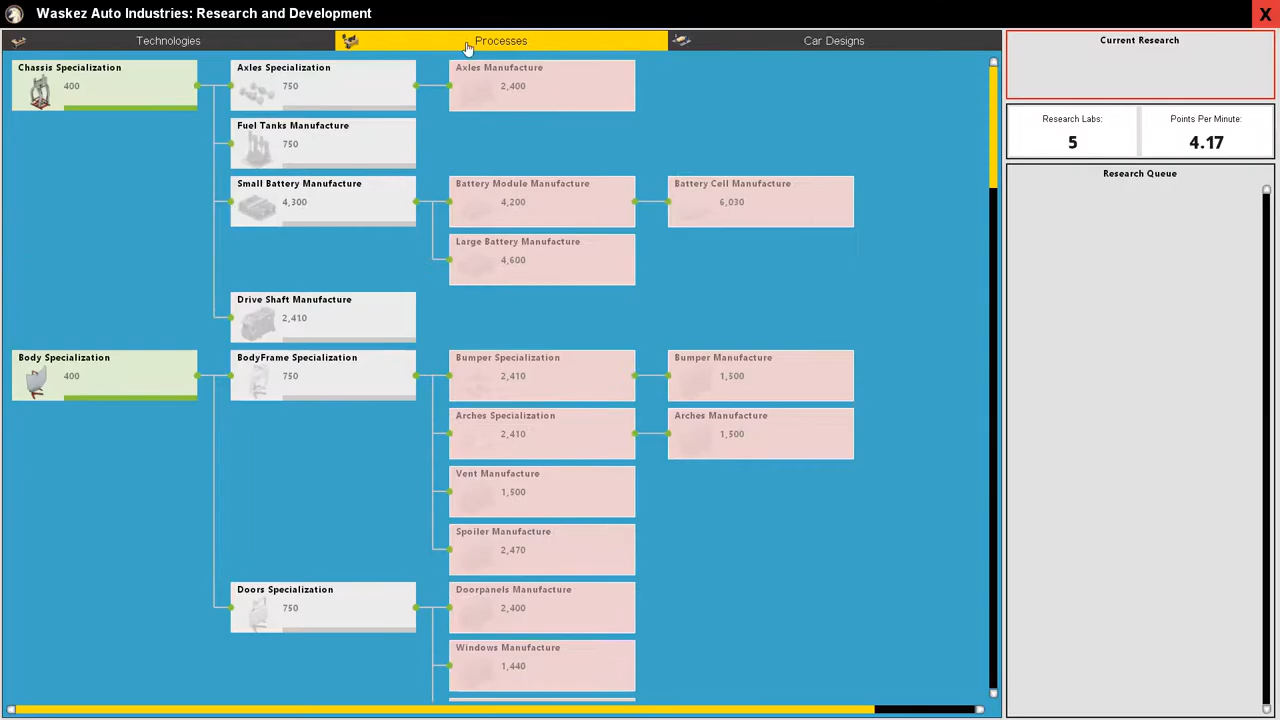 Waskez Auto Industries: Research and Development
X
Technologies
Processes
Car Designs
Current Research
Chassis Specialization
400
Axles Specialization
750
Axles Manufacture
2,400
Fuel Tanks Manufacture
750
Research Labs:
5
Points Per Minute:
4.17
Research Queue
Small Battery Manufacture
4,300
Battery Module Manufacture
4,200
Battery Cell Manufacture
6,030
Large Battery Manufacture
4,600
Drive Shaft Manufacture
2,410
Body Specialization
400
BodyFrame Specialization
750
Bumper Specialization
2,410
Bumper Manufacture
1,500
Arches Specialization
2,410
Arches Manufacture
1,500
Vent Manufacture
1,500
Spoiler Manufacture
2,470
Doors Specialization
750
Doorpanels Manufacture
2,400
Windows Manufacture
1,440